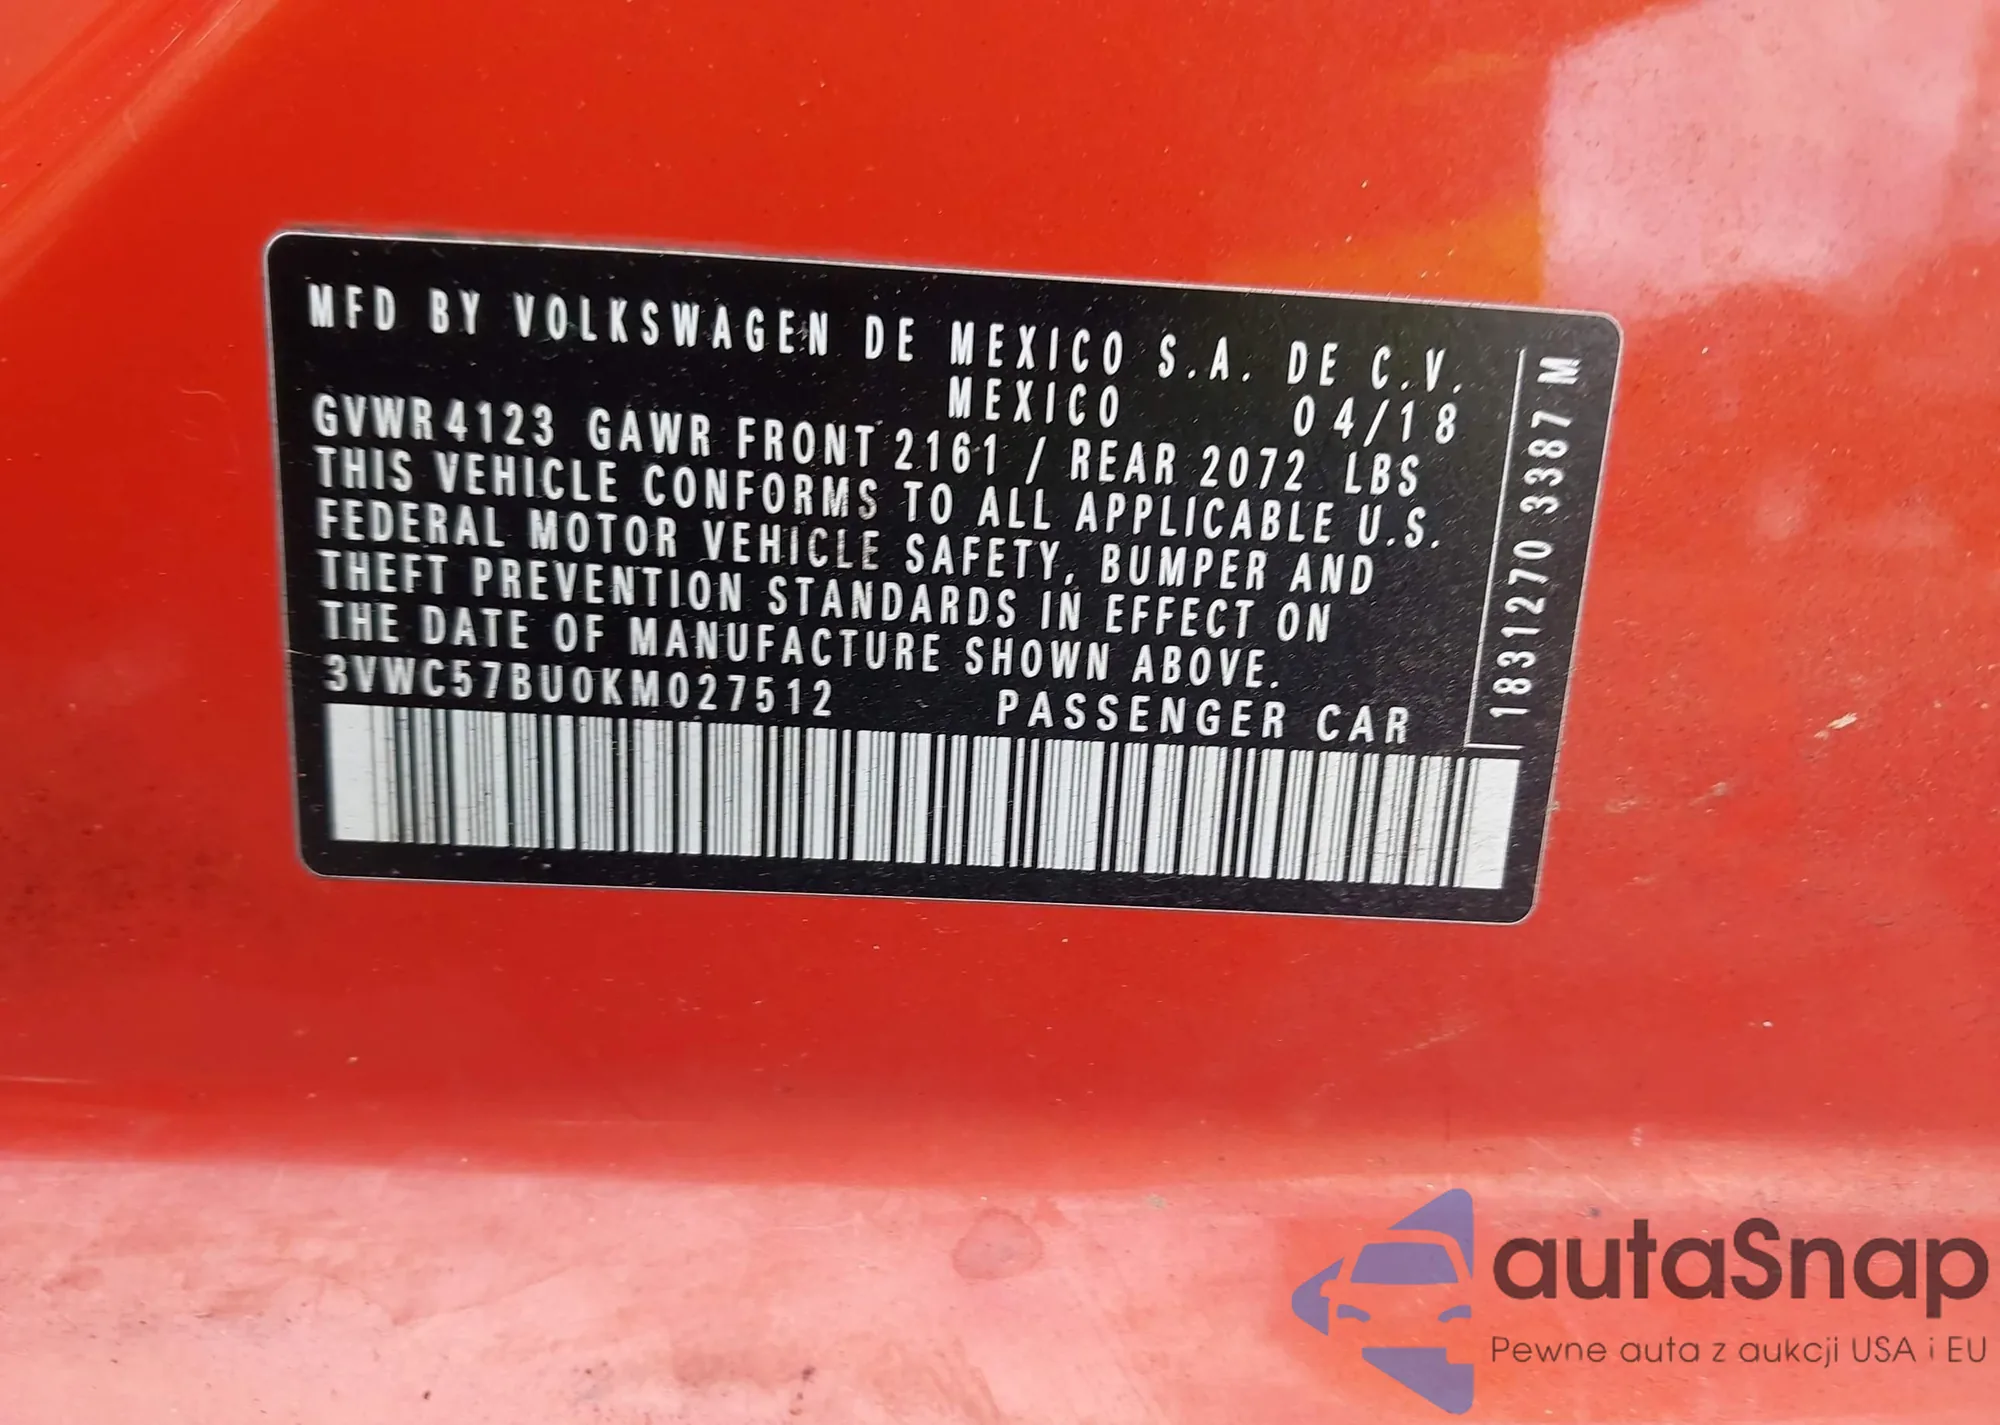 MFD BY VOLKSWAGEN DE MEXICO S.A. DE C.V.
MEXICO 04/18
GVWR 4123 GAWR FRONT 2161 / REAR 2072 LBS
THIS VEHICLE CONFORMS TO ALL APPLICABLE U.S.
FEDERAL MOTOR VEHICLE SAFETY, BUMPER AND
THEFT PREVENTION STANDARDS IN EFFECT ON
THE DATE OF MANUFACTURE SHOWN ABOVE.
3VWC57BU0KM027512 PASSENGER CAR
1831270 3387 M
autaSnap
Pewne auta z aukcji USA i EU